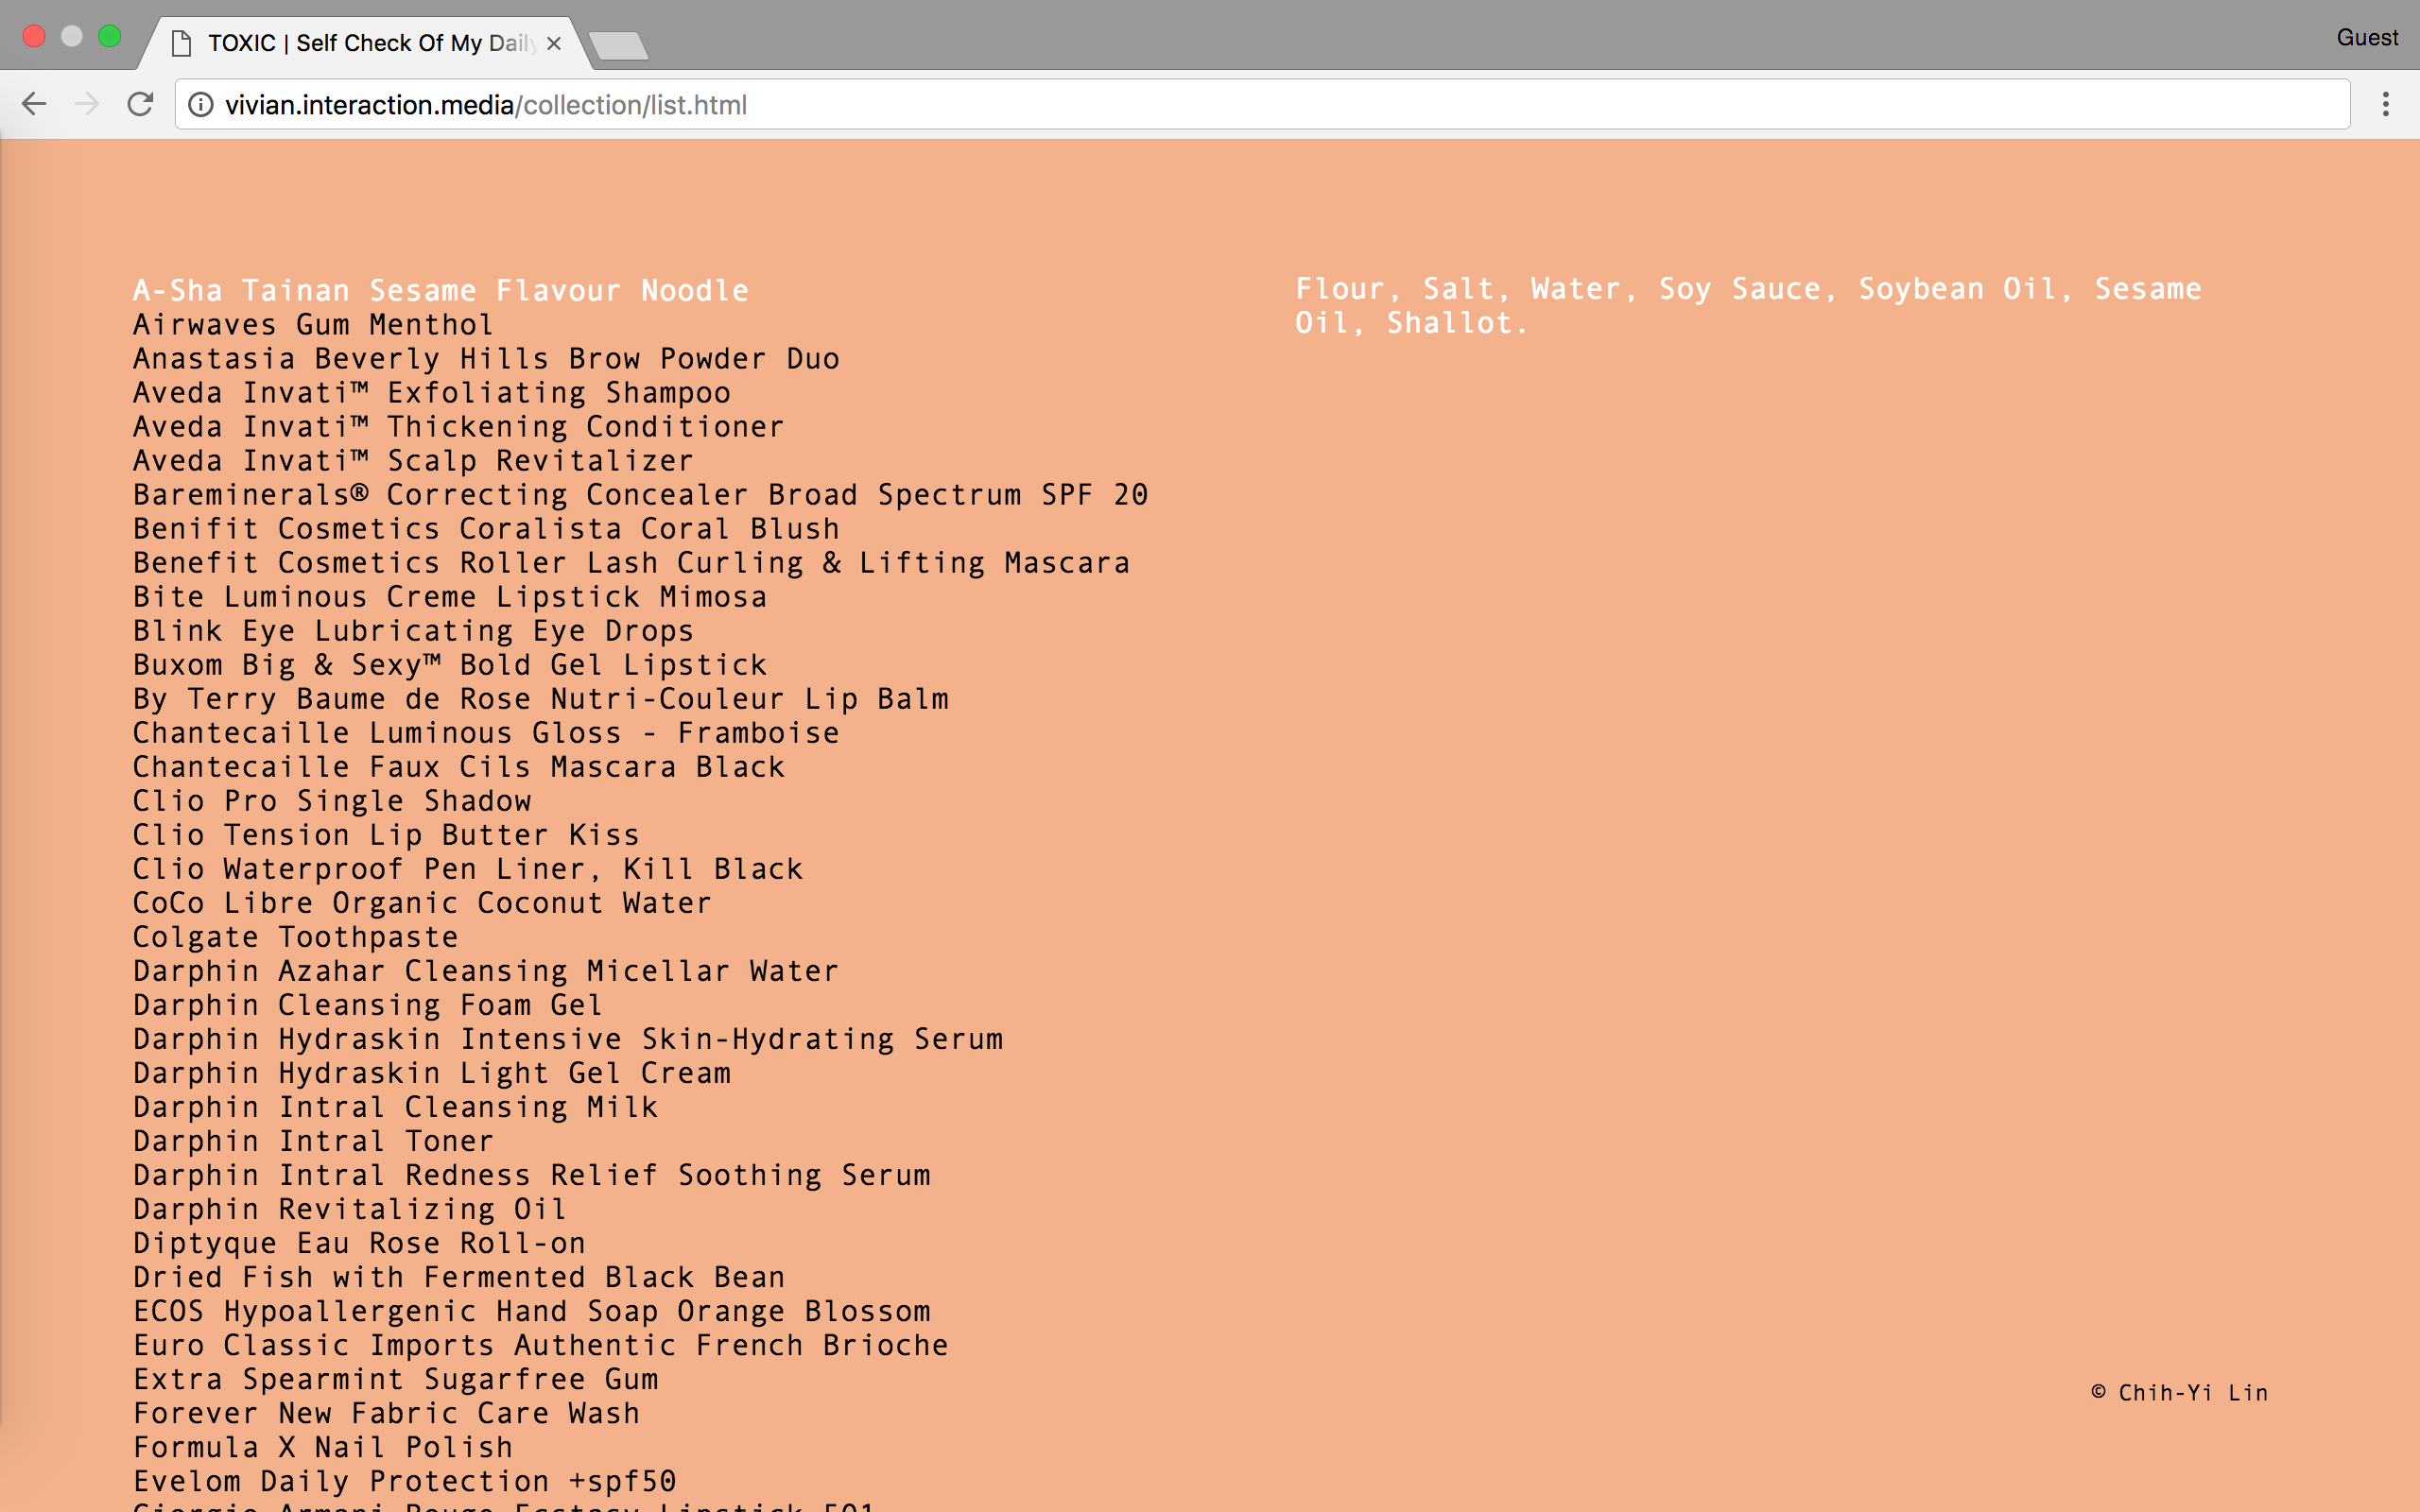 TOXIC | Self Check Of My Daily
Guest
vivian.interaction.media/collection/list.html
A-Sha Tainan Sesame Flavour Noodle
Airwaves Gum Menthol
Anastasia Beverly Hills Brow Powder Duo
Aveda Invati™ Exfoliating Shampoo
Aveda Invati™ Thickening Conditioner
Aveda Invati™ Scalp Revitalizer
Bareminerals® Correcting Concealer Broad Spectrum SPF 20
Benifit Cosmetics Coralista Coral Blush
Benefit Cosmetics Roller Lash Curling & Lifting Mascara
Bite Luminous Creme Lipstick Mimosa
Blink Eye Lubricating Eye Drops
Buxom Big & Sexy™ Bold Gel Lipstick
By Terry Baume de Rose Nutri-Couleur Lip Balm
Chantecaille Luminous Gloss - Framboise
Chantecaille Faux Cils Mascara Black
Clio Pro Single Shadow
Clio Tension Lip Butter Kiss
Clio Waterproof Pen Liner, Kill Black
CoCo Libre Organic Coconut Water
Colgate Toothpaste
Darphin Azahar Cleansing Micellar Water
Darphin Cleansing Foam Gel
Darphin Hydraskin Intensive Skin-Hydrating Serum
Darphin Hydraskin Light Gel Cream
Darphin Intral Cleansing Milk
Darphin Intral Toner
Darphin Intral Redness Relief Soothing Serum
Darphin Revitalizing Oil
Diptyque Eau Rose Roll-on
Dried Fish with Fermented Black Bean
ECOS Hypoallergenic Hand Soap Orange Blossom
Euro Classic Imports Authentic French Brioche
Extra Spearmint Sugarfree Gum
Forever New Fabric Care Wash
Formula X Nail Polish
Evelom Daily Protection +spf50
Giorgio Armani Rouge Ecstasy Lipstick 501
Flour, Salt, Water, Soy Sauce, Soybean Oil, Sesame
Oil, Shallot.
© Chih-Yi Lin